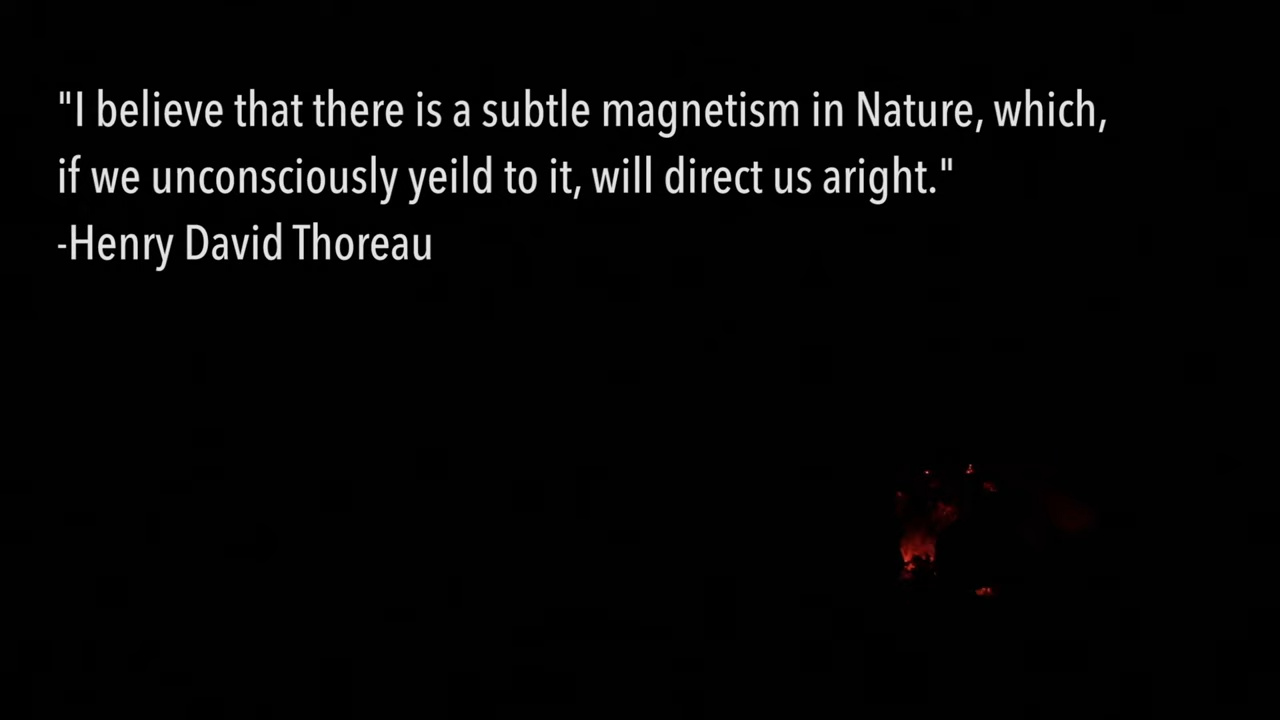 "I believe that there is a subtle magnetism in Nature, which,
if we unconsciously yeild to it, will direct us aright."
-Henry David Thoreau